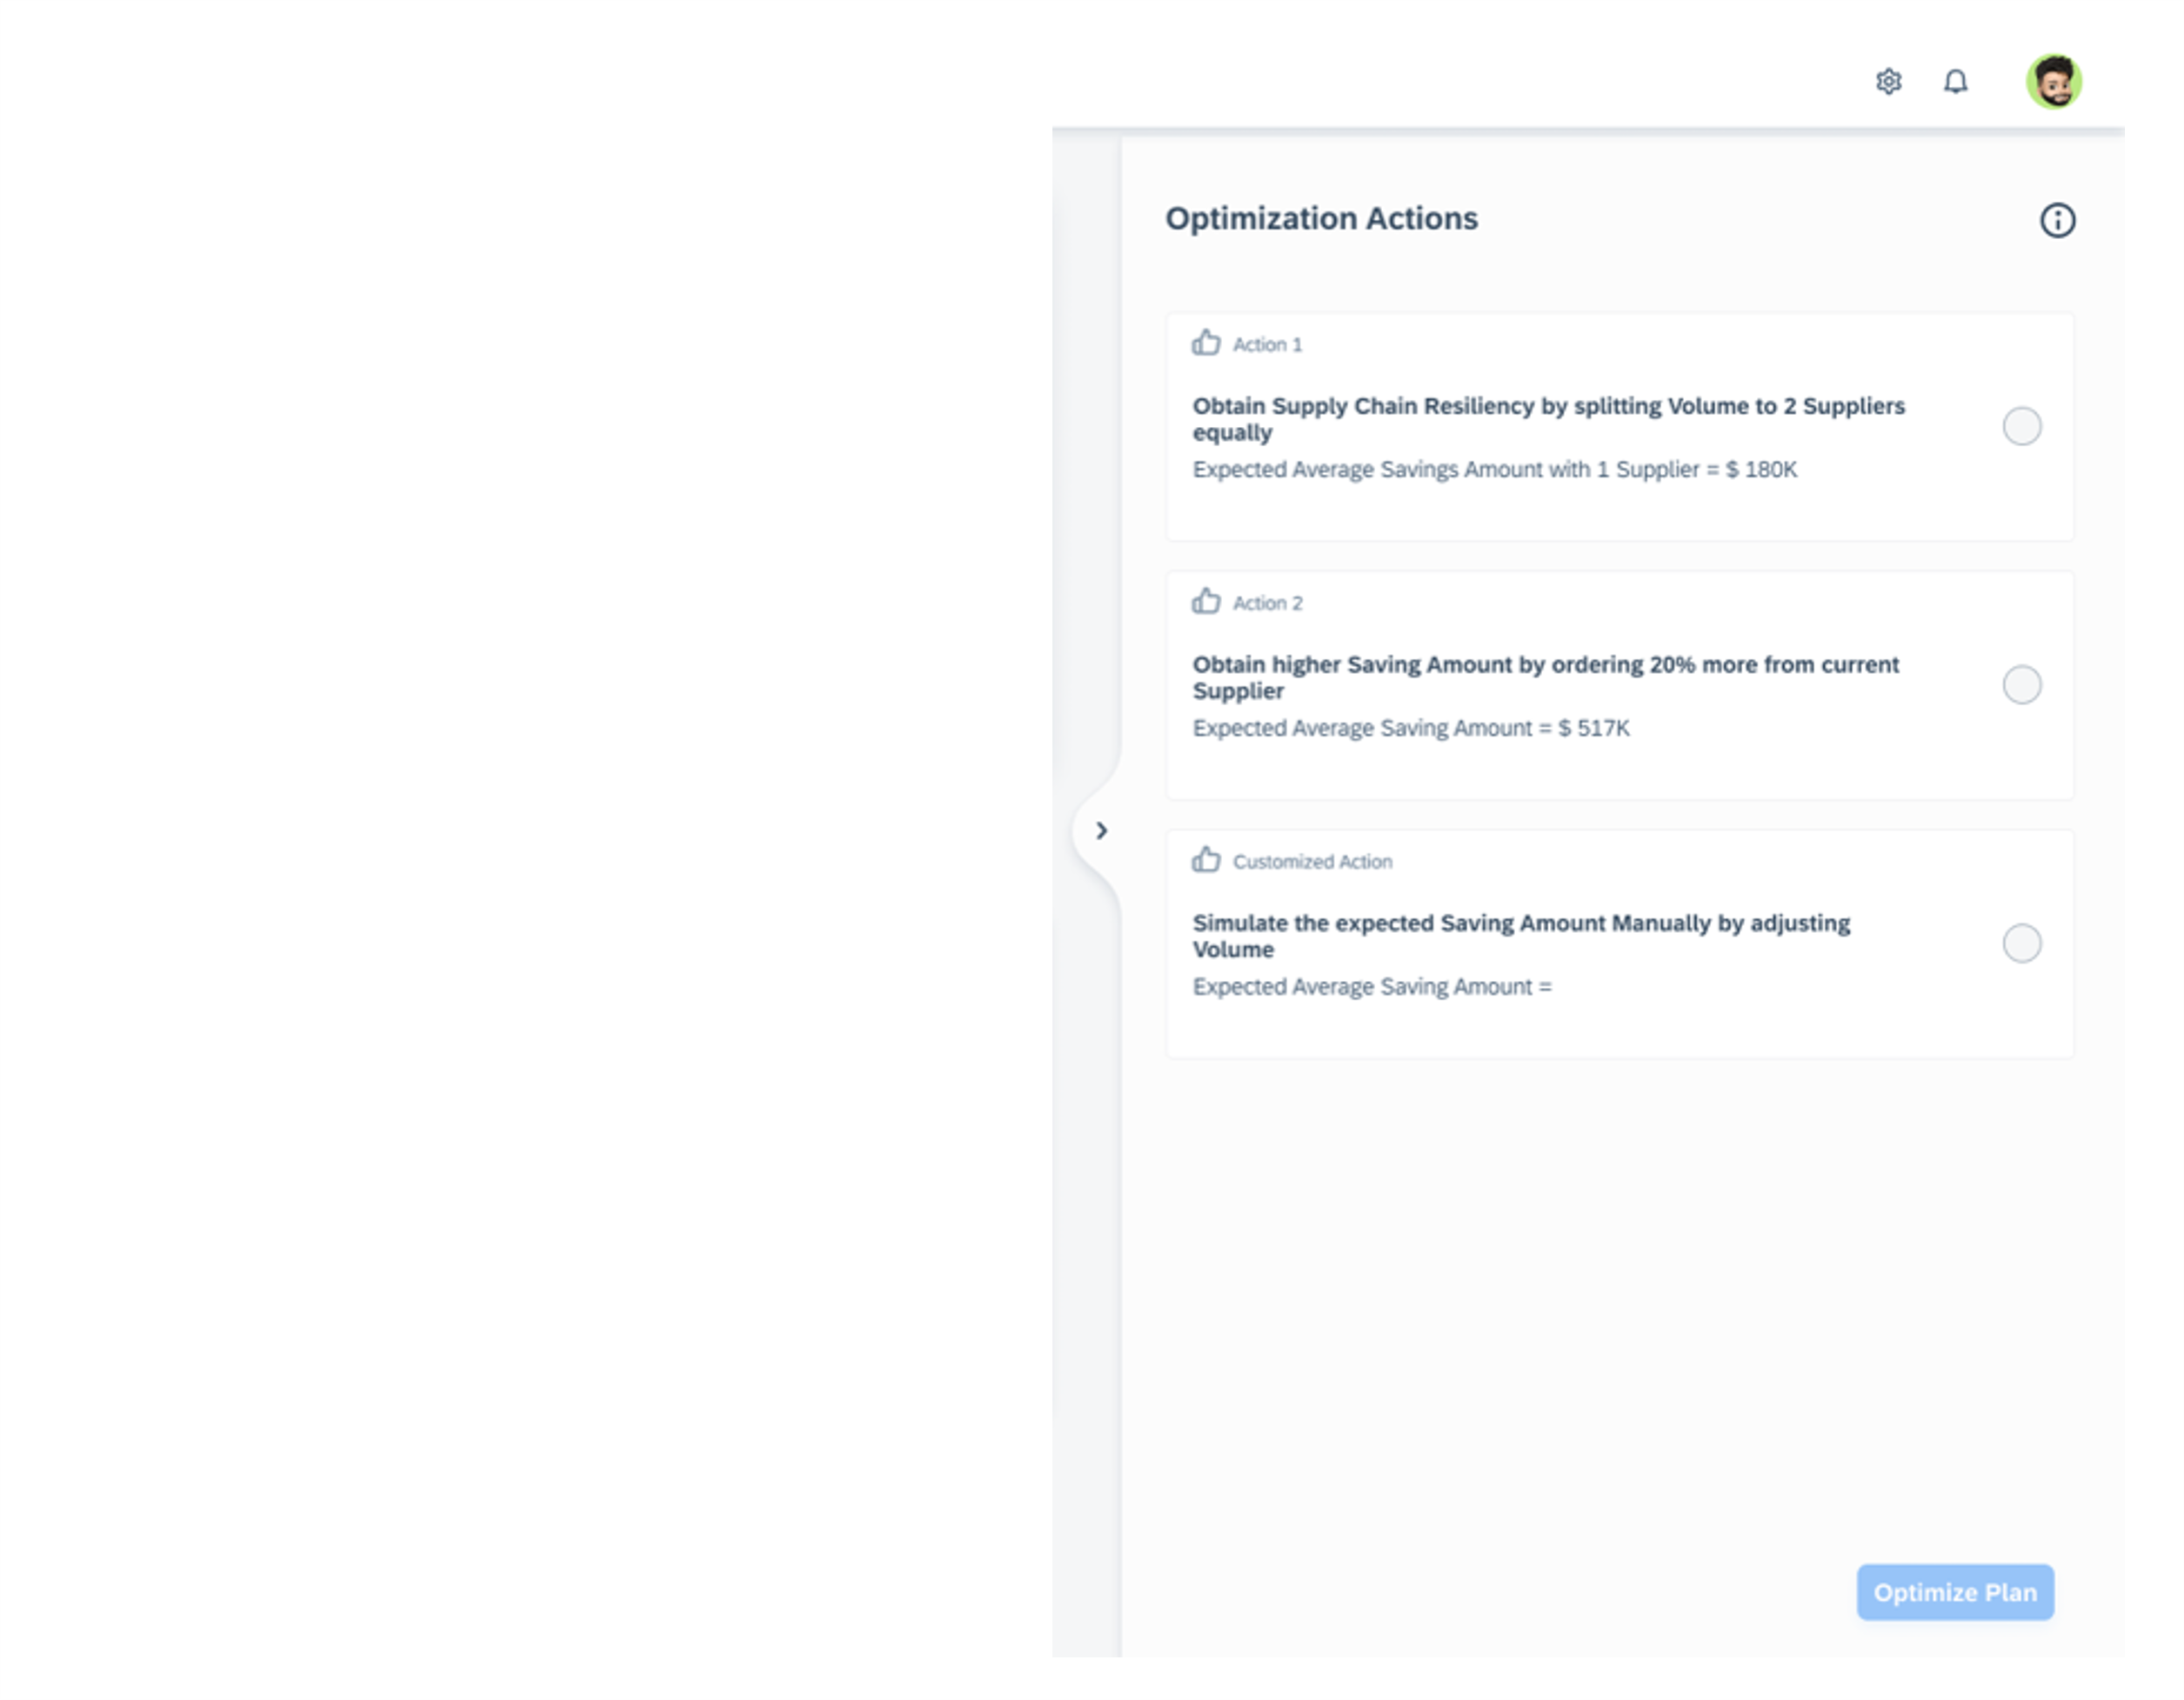 Optimization Actions
Action 1
Obtain Supply Chain Resiliency by splitting Volume to 2 Suppliers
equally
Expected Average Savings Amount with 1 Supplier = $ 180K
Action 2
Obtain higher Saving Amount by ordering 20% more from current
Supplier
Expected Average Saving Amount = $ 517K
Customized Action
Simulate the expected Saving Amount Manually by adjusting
Volume
Expected Average Saving Amount =
Optimize Plan